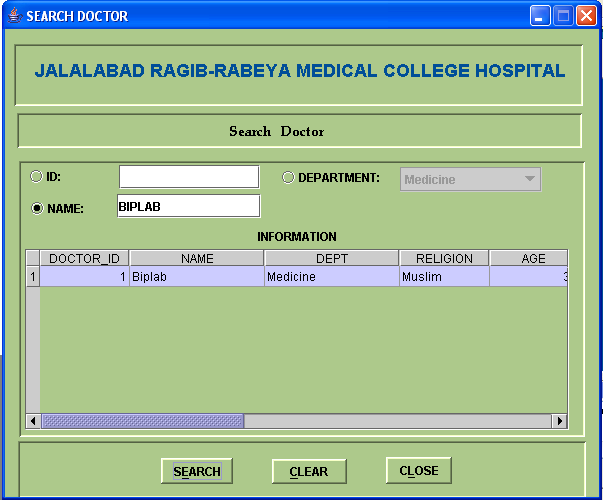 SEARCH DOCTOR
JALALABAD RAGIB-RABEYA MEDICAL COLLEGE HOSPITAL
Search Doctor
ID: DEPARTMENT: Medicine
NAME: BIPLAB
INFORMATION
DOCTOR_ID NAME DEPT RELIGION AGE
1 1 Biplab Medicine Muslim 3
SEARCH CLEAR CLOSE